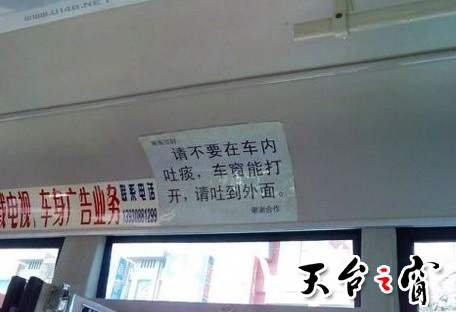 请不要在车内
吐痰，车窗能打
开，请吐到外面。
谢谢合作
载电视、车身广告业务
联系电话
天台之窗